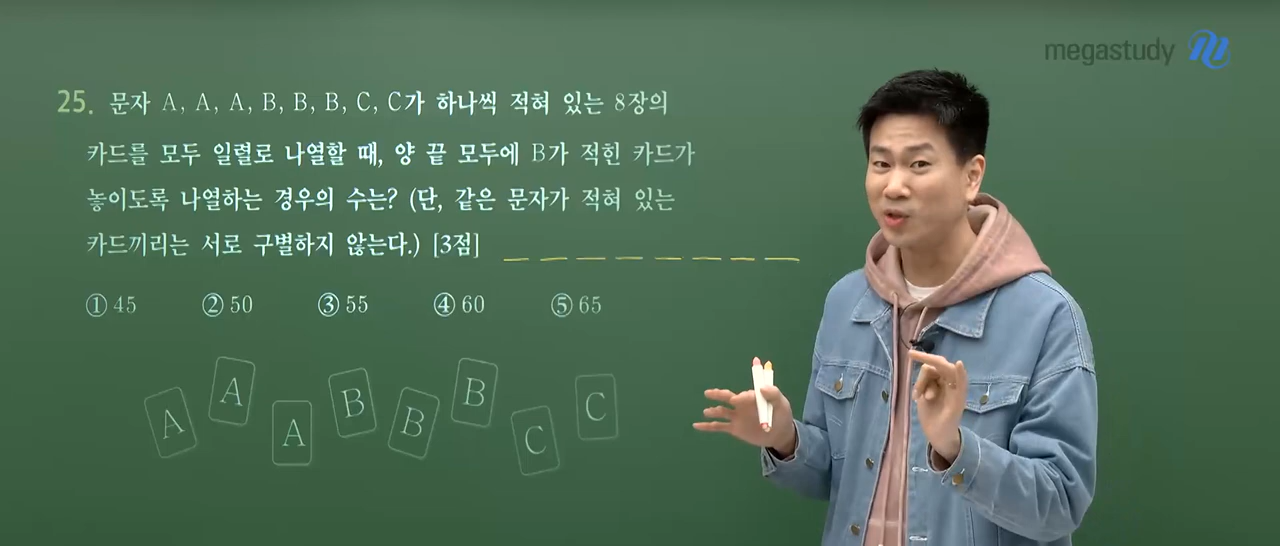 megastudy
25. 문자 A, A, A, B, B, B, C, C가 하나씩 적혀 있는 8장의
카드를 모두 일렬로 나열할 때, 양 끝 모두에 B가 적힌 카드가
놓이도록 나열하는 경우의 수는? (단, 같은 문자가 적혀 있는
카드끼리는 서로 구별하지 않는다.) [3점]
① 45 ② 50 ③ 55 ④ 60 ⑤ 65
A A A B B B C C